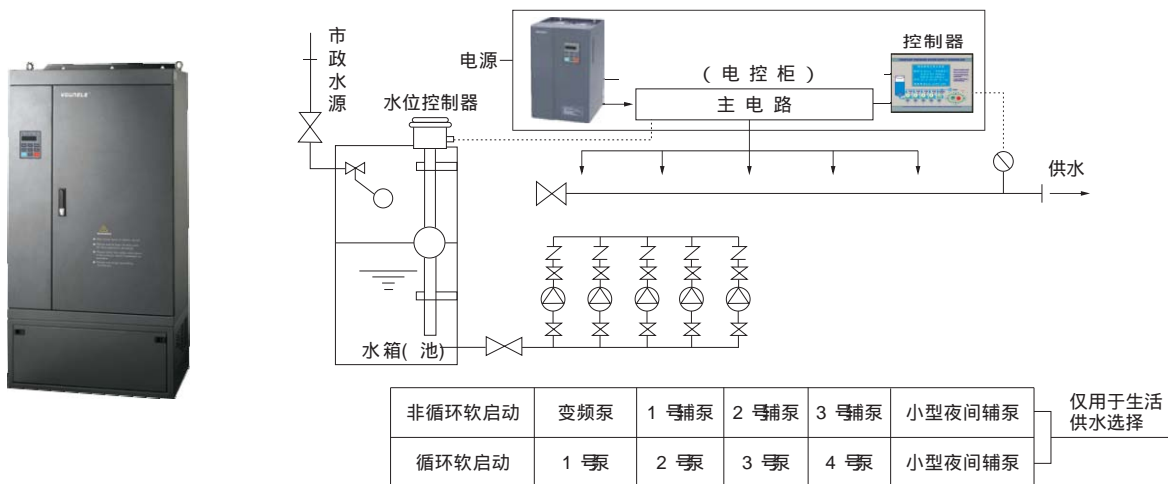 市政水源
水位控制器
电源
(电控柜)
主电路
控制器
供水
水箱(池)
非循环软启动 变频泵 1号辅泵 2号辅泵 3号辅泵 小型夜间辅泵
循环软启动 1号泵 2号泵 3号泵 4号泵 小型夜间辅泵
仅用于生活
供水选择